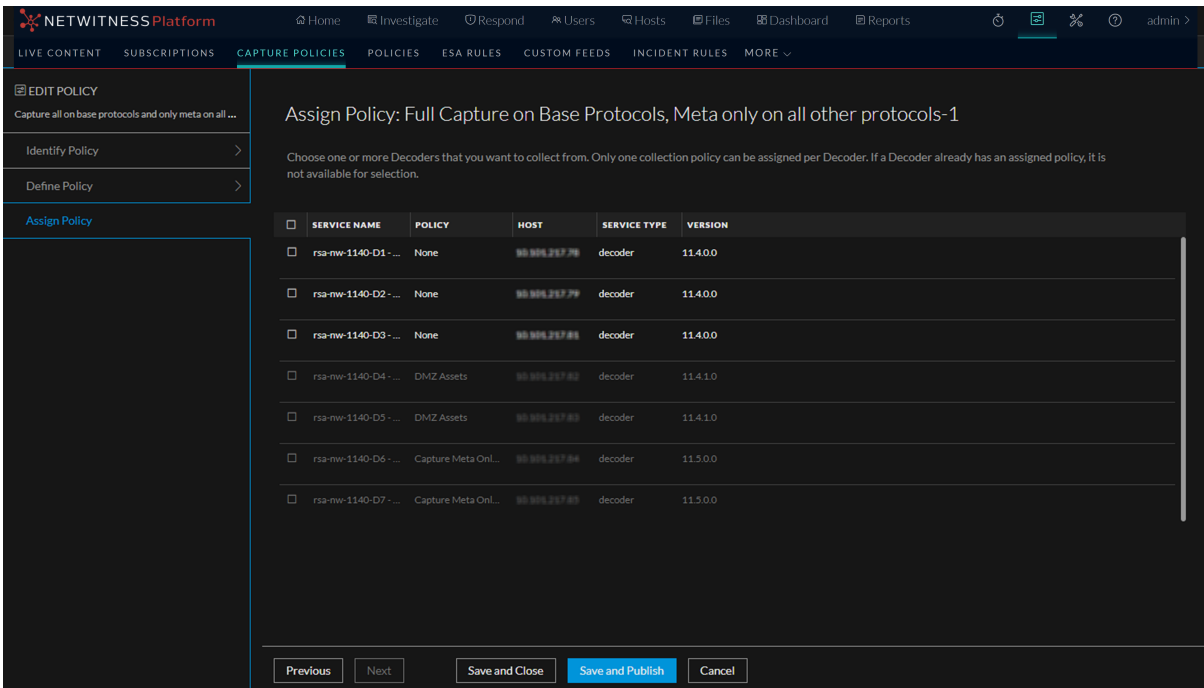 NETWITNESS Platform Home Investigate Respond Users Hosts Files Dashboard Reports admin >
LIVE CONTENT SUBSCRIPTIONS CAPTURE POLICIES POLICIES ESA RULES CUSTOM FEEDS INCIDENT RULES MORE
EDIT POLICY
Capture all on base protocols and only meta on all ...
Identify Policy
Define Policy
Assign Policy
Assign Policy: Full Capture on Base Protocols, Meta only on all other protocols-1
Choose one or more Decoders that you want to collect from. Only one collection policy can be assigned per Decoder. If a Decoder already has an assigned policy, it is
not available for selection.
SERVICE NAME POLICY HOST SERVICE TYPE VERSION
rsa-nw-1140-D1 - ... None decoder 11.4.0.0
rsa-nw-1140-D2 - ... None decoder 11.4.0.0
rsa-nw-1140-D3 - ... None decoder 11.4.0.0
rsa-nw-1140-D4 - ... DMZ Assets decoder 11.4.1.0
rsa-nw-1140-D5 - ... DMZ Assets decoder 11.4.1.0
rsa-nw-1140-D6 - ... Capture Meta Onl... decoder 11.5.0.0
rsa-nw-1140-D7 - ... Capture Meta Onl... decoder 11.5.0.0
Previous Next Save and Close Save and Publish Cancel